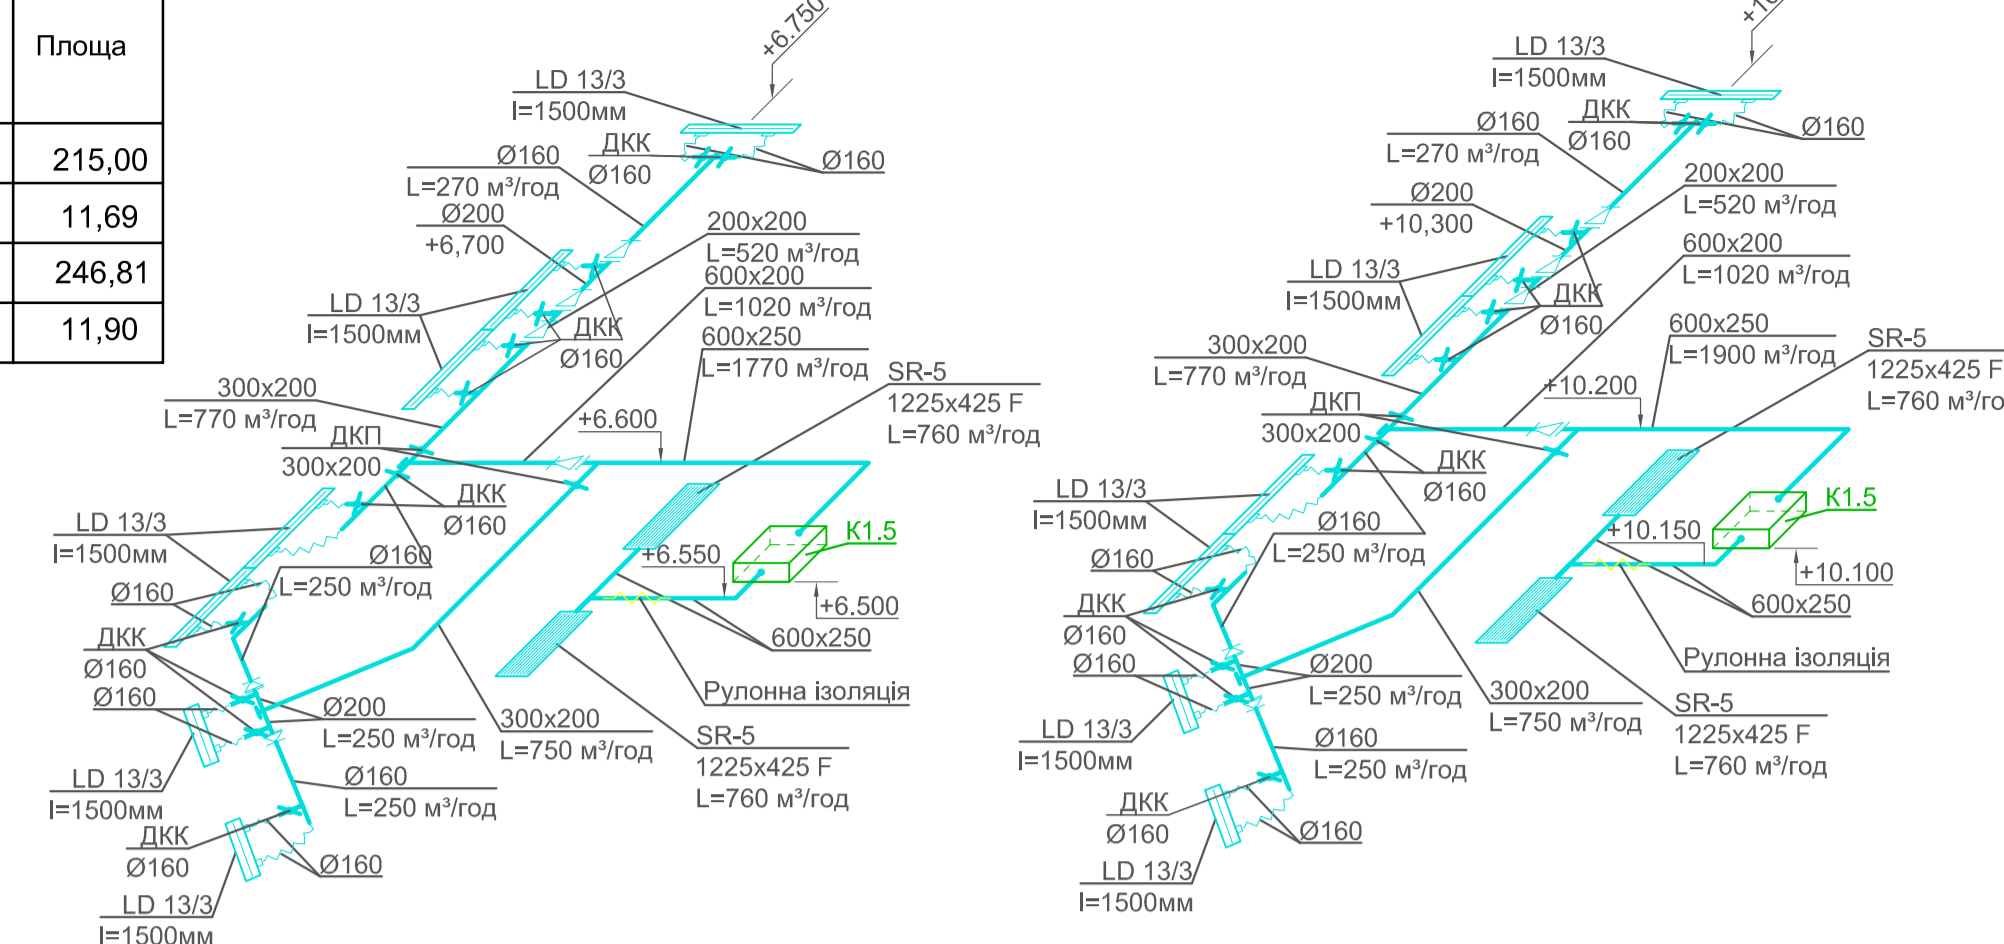 Площа
215,00
11,69
246,81
11,90
+6.750
LD 13/3
l=1500мм
ДКК
Ø160
Ø160
Ø160
L=270 м³/год
Ø200
+6,700
200x200
L=520 м³/год
600x200
L=1020 м³/год
LD 13/3
l=1500мм
ДКК
Ø160
600x250
L=1770 м³/год
SR-5
1225x425 F
L=760 м³/год
300x200
L=770 м³/год
+6.600
ДКП
300x200
ДКК
Ø160
LD 13/3
l=1500мм
Ø160
L=250 м³/год
+6.550
K1.5
+6.500
Ø160
600x250
ДКК
Ø160
Ø160
Рулонна ізоляція
Ø200
L=250 м³/год
300x200
L=750 м³/год
SR-5
1225x425 F
L=760 м³/год
LD 13/3
l=1500мм
Ø160
L=250 м³/год
ДКК
Ø160
Ø160
LD 13/3
l=1500мм
LD 13/3
l=1500мм
ДКК
Ø160
Ø160
Ø160
L=270 м³/год
200x200
L=520 м³/год
Ø200
+10,300
600x200
L=1020 м³/год
LD 13/3
l=1500мм
ДКК
Ø160
600x250
L=1900 м³/год
SR-5
1225x425 F
L=760 м³/го
300x200
L=770 м³/год
+10.200
ДКП
300x200
ДКК
Ø160
LD 13/3
l=1500мм
Ø160
L=250 м³/год
+10.150
K1.5
+10.100
Ø160
600x250
ДКК
Ø160
Ø160
Рулонна ізоляція
Ø200
L=250 м³/год
300x200
L=750 м³/год
SR-5
1225x425 F
L=760 м³/год
LD 13/3
l=1500мм
Ø160
L=250 м³/год
ДКК
Ø160
Ø160
LD 13/3
l=1500мм